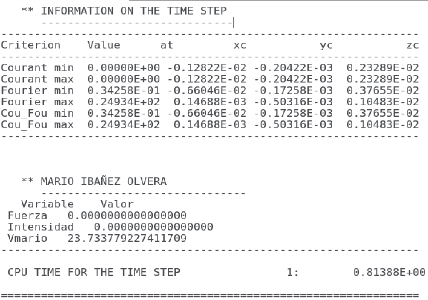 ** INFORMATION ON THE TIME STEP
---------------------------
Criterion Value at xc yc zc
Courant min 0.00000E+00 -0.12822E-02 -0.20422E-03 0.23289E-02
Courant max 0.00000E+00 -0.12822E-02 -0.20422E-03 0.23289E-02
Fourier min 0.34258E-01 -0.66046E-02 -0.17258E-03 0.37655E-02
Fourier max 0.24934E+02 0.14688E-03 -0.50316E-03 0.10483E-02
Cou_Fou min 0.34258E-01 -0.66046E-02 -0.17258E-03 0.37655E-02
Cou_Fou max 0.24934E+02 0.14688E-03 -0.50316E-03 0.10483E-02
** MARIO IBAÑEZ OLVERA
Variable Valor
Fuerza 0.0000000000000000
Intensidad 0.0000000000000000
Vmario 23.733779227411709
CPU TIME FOR THE TIME STEP 1: 0.81388E+00